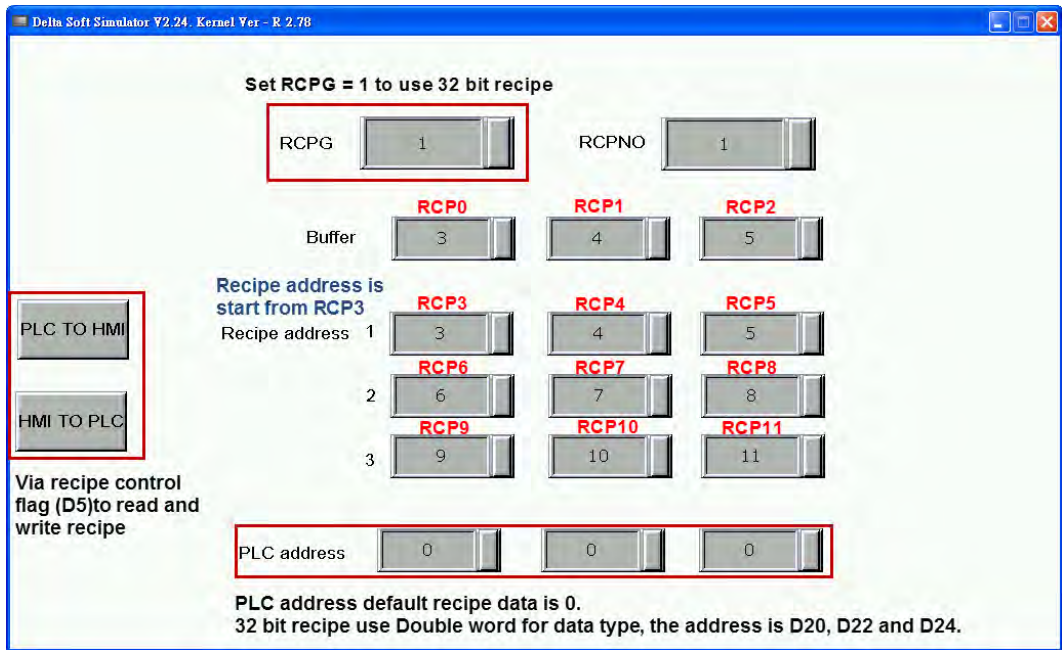 Delta Soft Simulator V2.24. Kernel Ver - R 2.78
Set RCPG = 1 to use 32 bit recipe
RCPG 1 RCPNO 1
RCP0 RCP1 RCP2
Buffer 3 4 5
Recipe address is
start from RCP3
RCP3 RCP4 RCP5
Recipe address 1 3 4 5
RCP6 RCP7 RCP8
2 6 7 8
RCP9 RCP10 RCP11
3 9 10 11
PLC TO HMI
HMI TO PLC
Via recipe control
flag (D5)to read and
write recipe
PLC address 0 0 0
PLC address default recipe data is 0.
32 bit recipe use Double word for data type, the address is D20, D22 and D24.